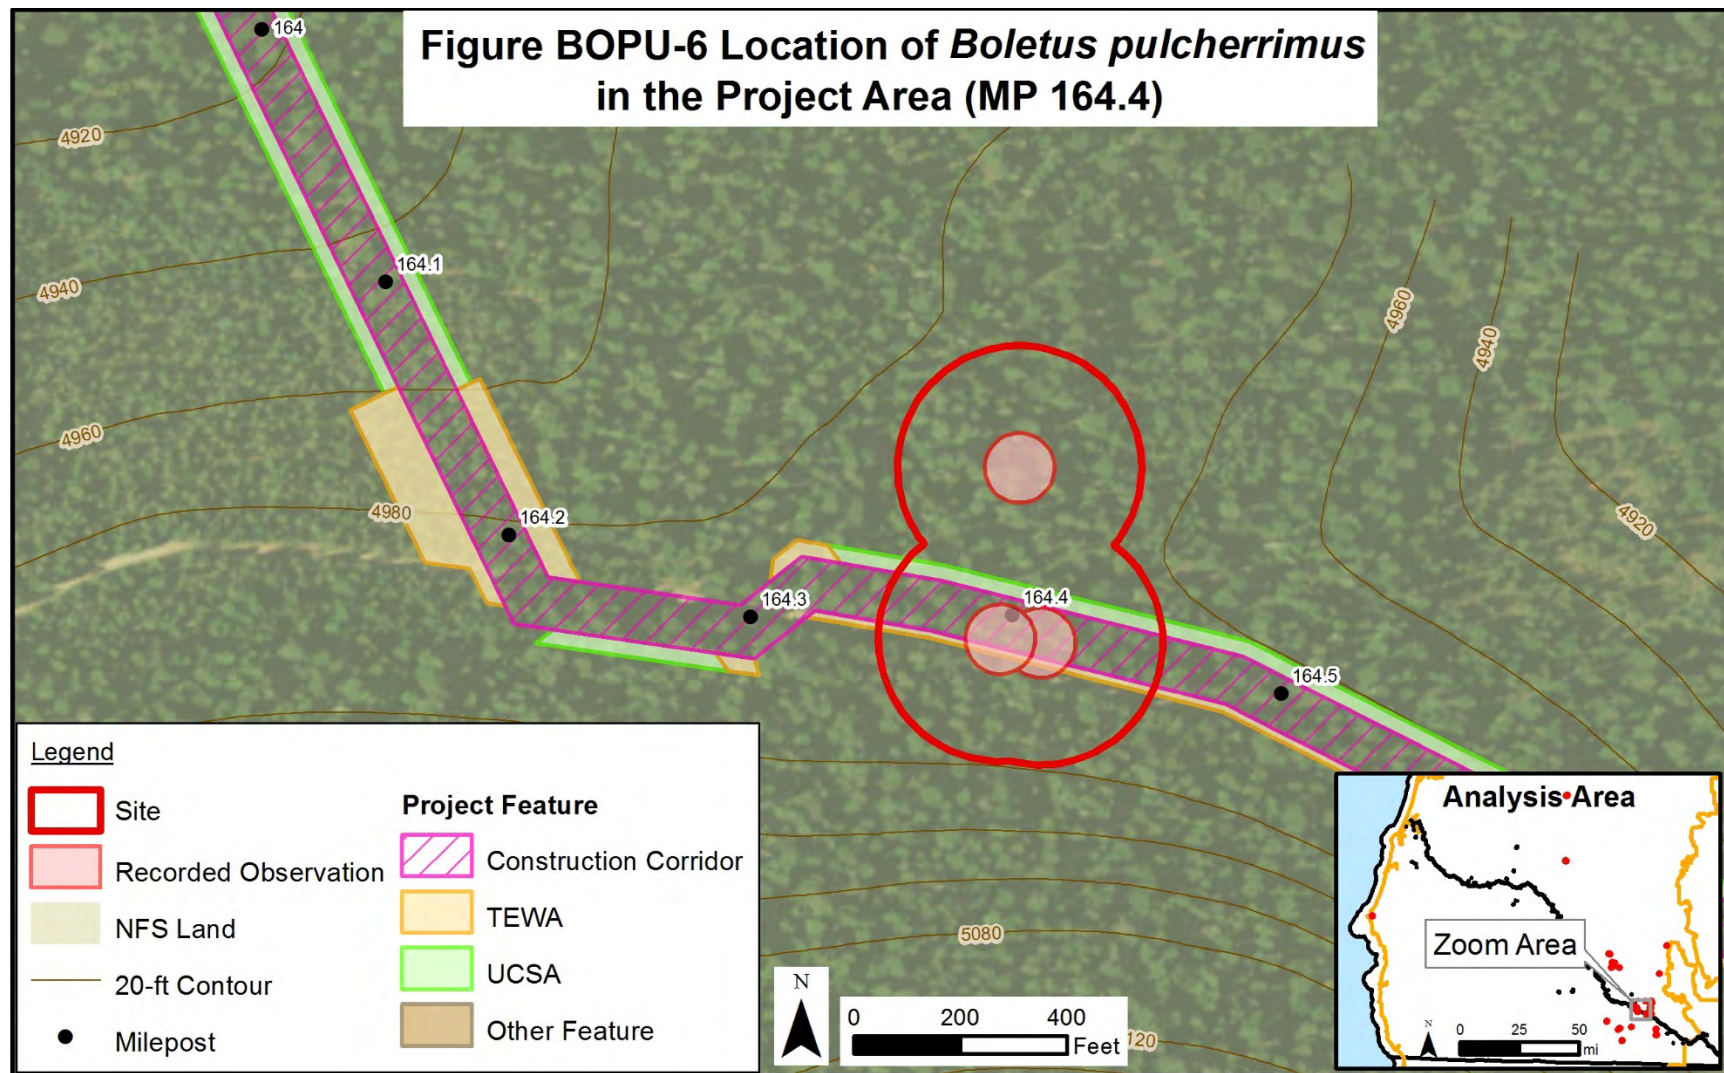 Figure BOPU-6 Location of Boletus pulcherrimus
in the Project Area (MP 164.4)
164
4920
164.1
4940
4960
4960
4940
4980
164.2
4920
164.3
164.4
164.5
5080
120
Legend
Site
Recorded Observation
NFS Land
20-ft Contour
Milepost
Project Feature
Construction Corridor
TEWA
UCSA
Other Feature
N
0 200 400
Feet
Analysis Area
Zoom Area
N
0 25 50
mi